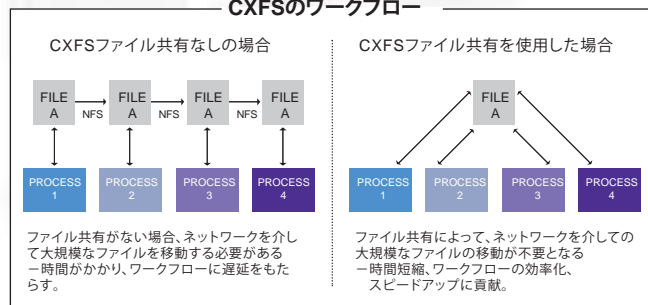 CXFSのワークフロー
CXFSファイル共有なしの場合
FILE
A
NFS
FILE
A
NFS
FILE
A
NFS
FILE
A
PROCESS
1
PROCESS
2
PROCESS
3
PROCESS
4
ファイル共有がない場合、ネットワークを介し
て大規模なファイルを移動する必要がある
－時間がかかり、ワークフローに遅延をもた
らす。
CXFSファイル共有を使用した場合
FILE
A
PROCESS
1
PROCESS
2
PROCESS
3
PROCESS
4
ファイル共有によって、ネットワークを介しての
大規模なファイルの移動が不要となる
－時間短縮、ワークフローの効率化、
スピードアップに貢献。